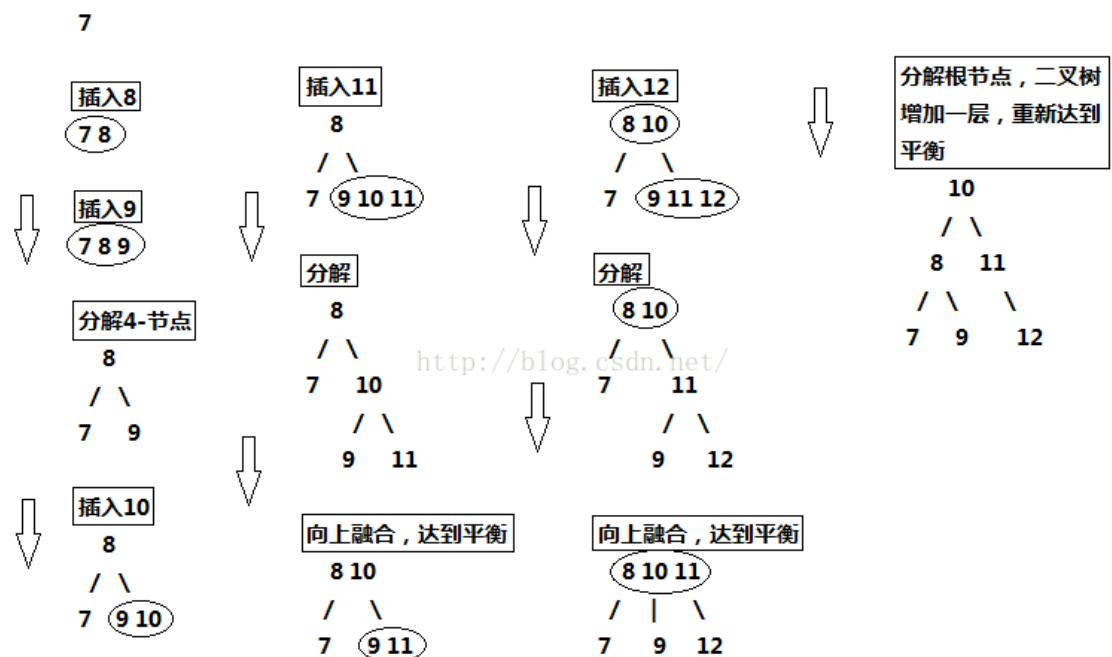 7
插入8
7 8
插入9
7 8 9
分解4-节点
8
/ \
7 9
插入10
8
/ \
7 9 10
插入11
8
/ \
7 9 10 11
分解
8
/ \
7 10
/ \
9 11
向上融合，达到平衡
8 10
/ \
7 9 11
插入12
8 10
/ \
7 9 11 12
分解
8 10
/ \
7 11
/ \
9 12
向上融合，达到平衡
8 10 11
/ | \
7 9 12
分解根节点，二叉树
增加一层，重新达到
平衡
10
/ \
8 11
/ \ \
7 9 12
http://blog.csdn.net/